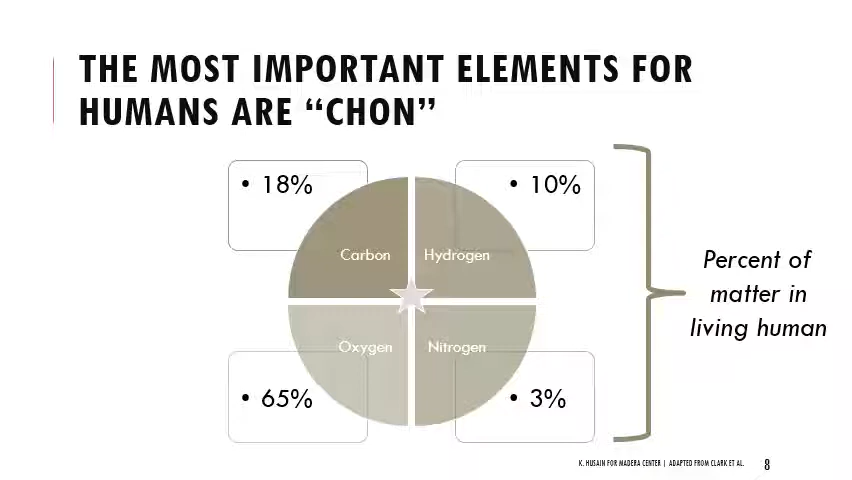 THE MOST IMPORTANT ELEMENTS FOR
HUMANS ARE “CHON”
• 18%
• 10%
Carbon
Hydrogen
Percent of
matter in
living human
Oxygen
Nitrogen
• 65%
• 3%
K. HUSAIN FOR MADERA CENTER | ADAPTED FROM CLARK ET AL.
8